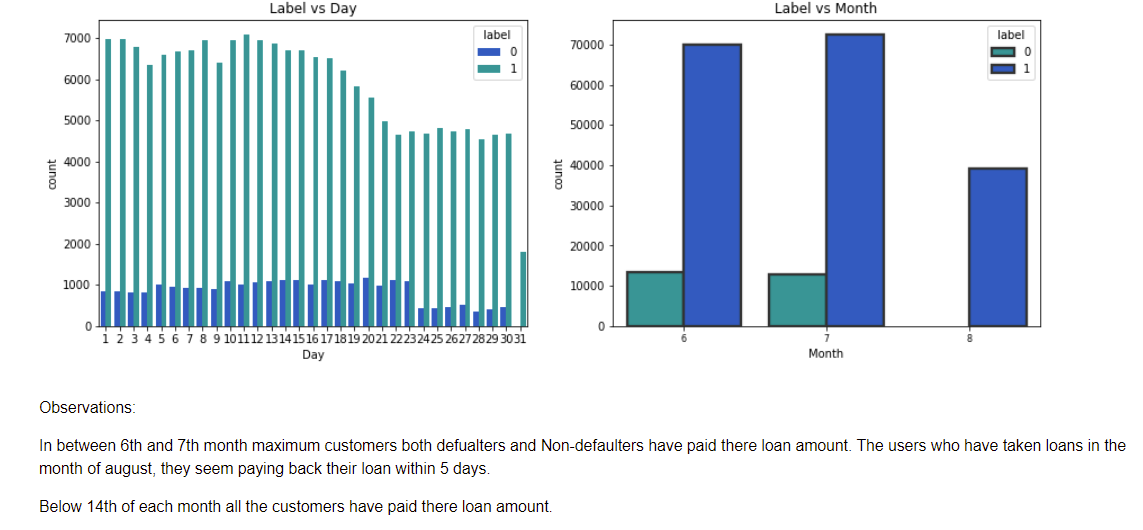 Label vs Day
label
0
1
7000
6000
5000
4000
3000
2000
1000
0
count
1 2 3 4 5 6 7 8 9 10 11 12 13 14 15 16 17 18 19 20 21 22 23 24 25 26 27 28 29 30 31
Day
Label vs Month
label
0
1
70000
60000
50000
40000
30000
20000
10000
0
count
6 7 8
Month
Observations:
In between 6th and 7th month maximum customers both defualters and Non-defaulters have paid there loan amount. The users who have taken loans in the
month of august, they seem paying back their loan within 5 days.
Below 14th of each month all the customers have paid there loan amount.